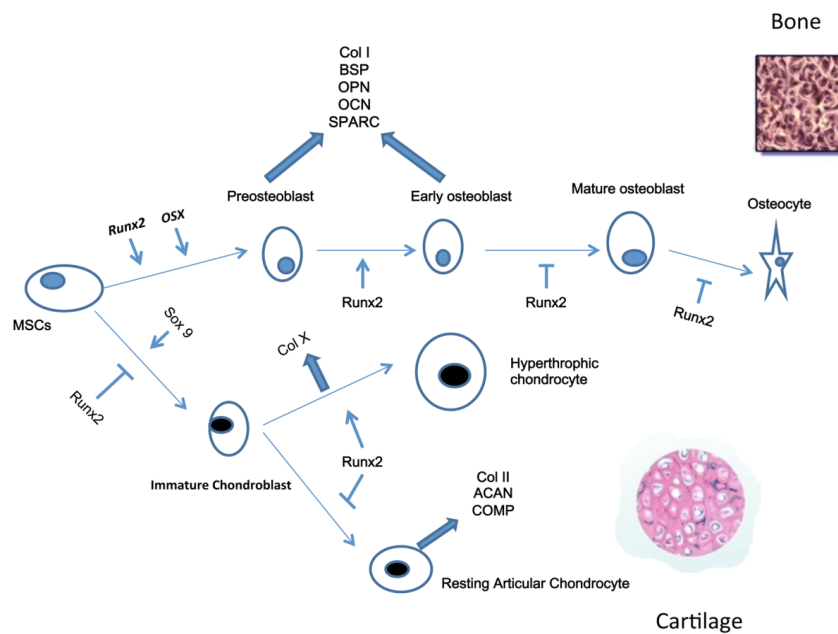 Bone
Col I
BSP
OPN
OCN
SPARC
Preosteoblast
Early osteoblast
Mature osteoblast
Osteocyte
Runx2
OSX
MSCs
Runx2
Runx2
Runx2
Sox 9
Runx2
Col X
Hyperthrophic
chondrocyte
Immature Chondroblast
Runx2
Col II
ACAN
COMP
Resting Articular Chondrocyte
Cartilage